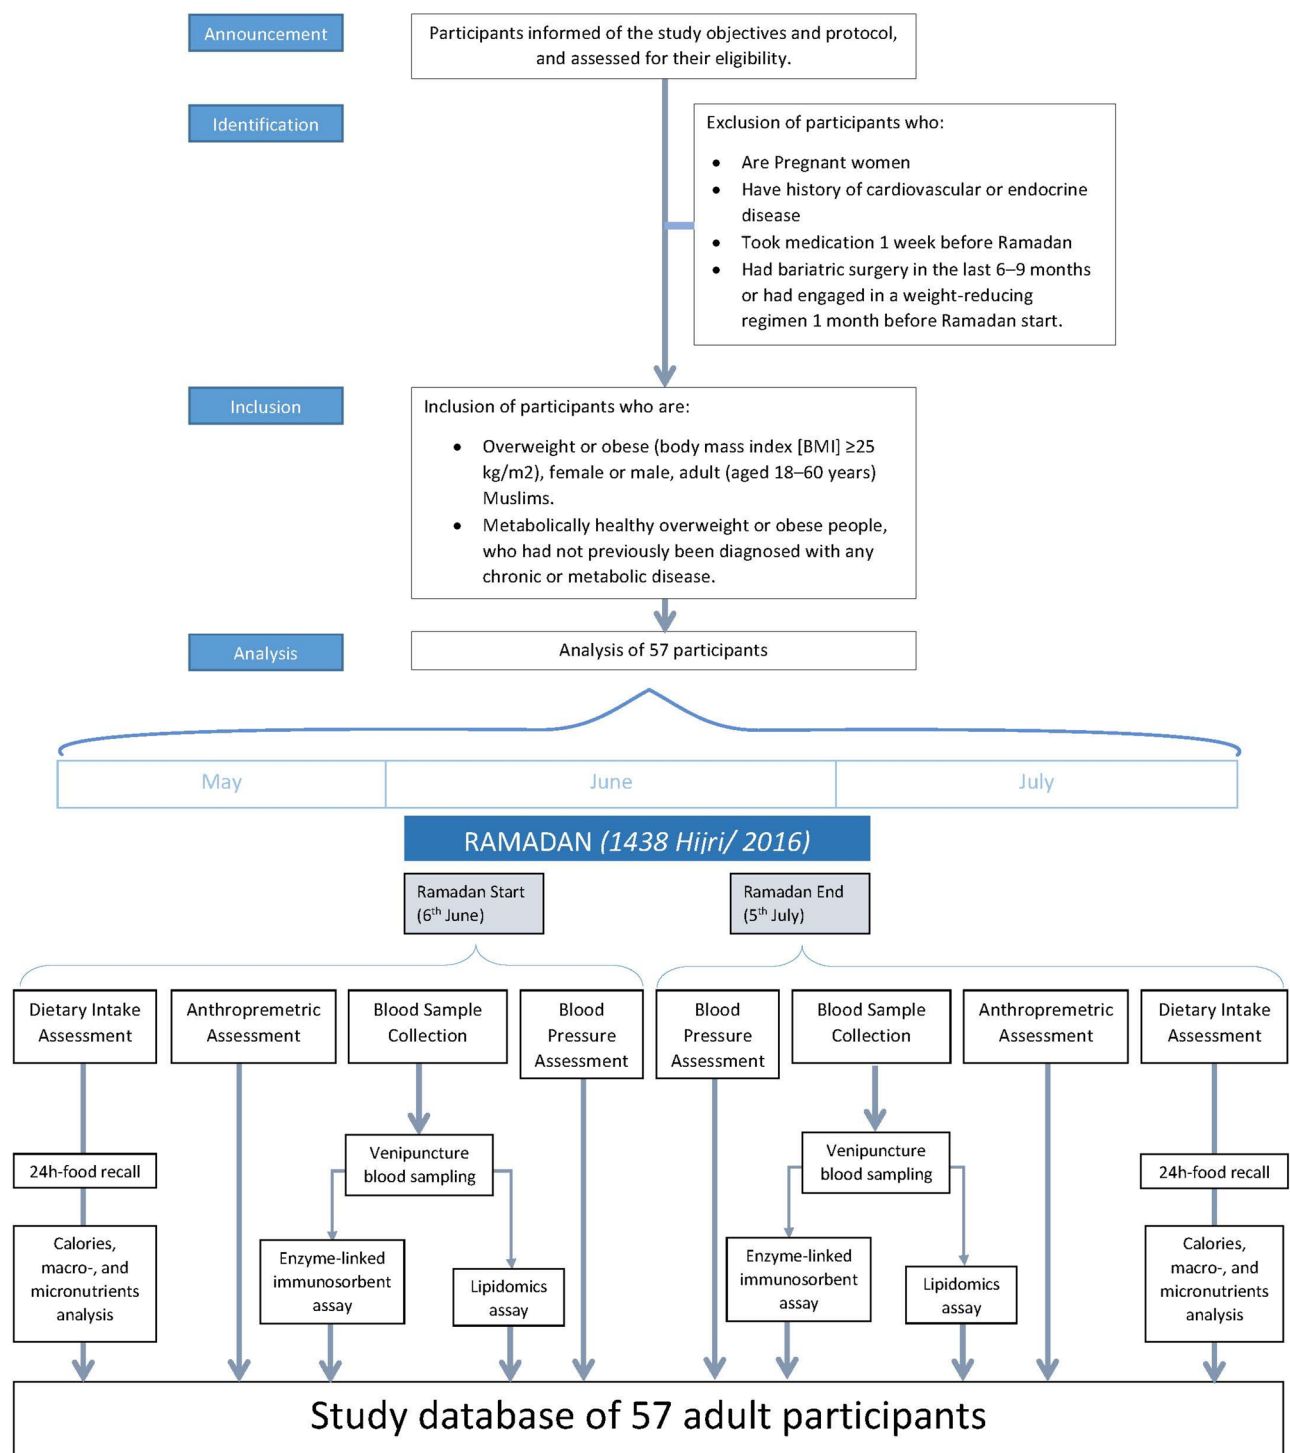 Announcement
Participants informed of the study objectives and protocol,
and assessed for their eligibility.
Identification
Exclusion of participants who:
• Are Pregnant women
• Have history of cardiovascular or endocrine
disease
• Took medication 1 week before Ramadan
• Had bariatric surgery in the last 6–9 months
or had engaged in a weight-reducing
regimen 1 month before Ramadan start.
Inclusion
Inclusion of participants who are:
• Overweight or obese (body mass index [BMI] ≥25
kg/m2), female or male, adult (aged 18–60 years)
Muslims.
• Metabolically healthy overweight or obese people,
who had not previously been diagnosed with any
chronic or metabolic disease.
Analysis
Analysis of 57 participants
May
June
July
RAMADAN (1438 Hijri/ 2016)
Ramadan Start
(6th June)
Ramadan End
(5th July)
Dietary Intake
Assessment
Anthropremetric
Assessment
Blood Sample
Collection
Blood
Pressure
Assessment
Blood
Pressure
Assessment
Blood Sample
Collection
Anthropremetric
Assessment
Dietary Intake
Assessment
24h-food recall
Venipuncture
blood sampling
Venipuncture
blood sampling
24h-food recall
Calories,
macro-, and
micronutrients
analysis
Enzyme-linked
immunosorbent
assay
Lipidomics
assay
Enzyme-linked
immunosorbent
assay
Lipidomics
assay
Calories,
macro-, and
micronutrients
analysis
Study database of 57 adult participants